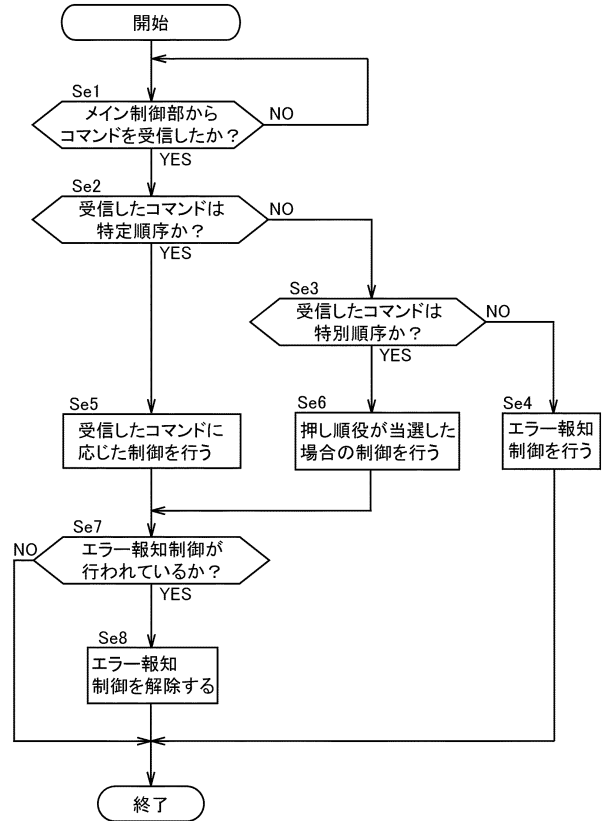 開始
Se1
メイン制御部から
コマンドを受信したか？
NO
YES
Se2
受信したコマンドは
特定順序か？
NO
YES
Se3
受信したコマンドは
特別順序か？
NO
YES
Se5
受信したコマンドに
応じた制御を行う
Se6
押し順役が当選した
場合の制御を行う
Se4
エラー報知
制御を行う
Se7
エラー報知制御が
行われているか？
NO
YES
Se8
エラー報知
制御を解除する
終了